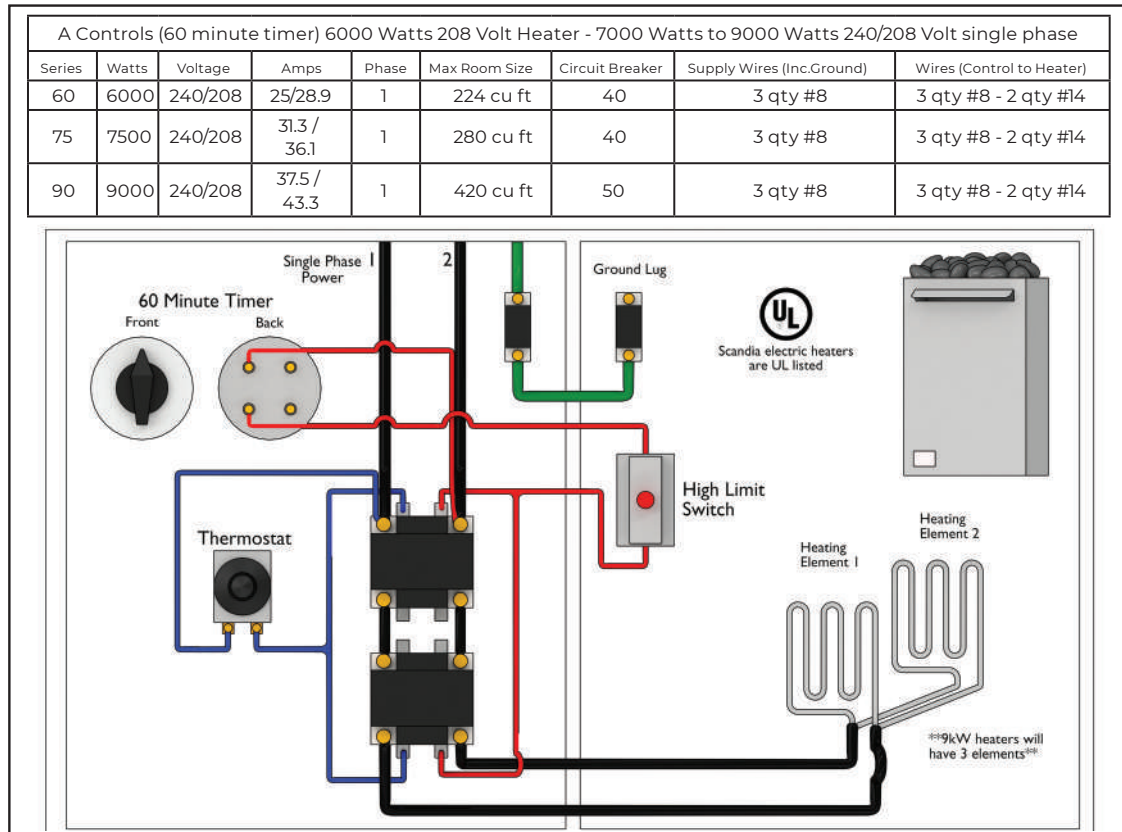 A Controls (60 minute timer) 6000 Watts 208 Volt Heater - 7000 Watts to 9000 Watts 240/208 Volt single phase
Series Watts Voltage Amps Phase Max Room Size Circuit Breaker Supply Wires (Inc.Ground) Wires (Control to Heater)
60 6000 240/208 25/28.9 1 224 cu ft 40 3 qty #8 3 qty #8 - 2 qty #14
75 7500 240/208 31.3 / 36.1 1 280 cu ft 40 3 qty #8 3 qty #8 - 2 qty #14
90 9000 240/208 37.5 / 43.3 1 420 cu ft 50 3 qty #8 3 qty #8 - 2 qty #14
Single Phase 1 2
Power
60 Minute Timer
Front Back
Ground Lug
UL
Scandia electric heaters
are UL listed
High Limit
Switch
Thermostat
Heating
Element 1
Heating
Element 2
**9kW heaters will
have 3 elements**